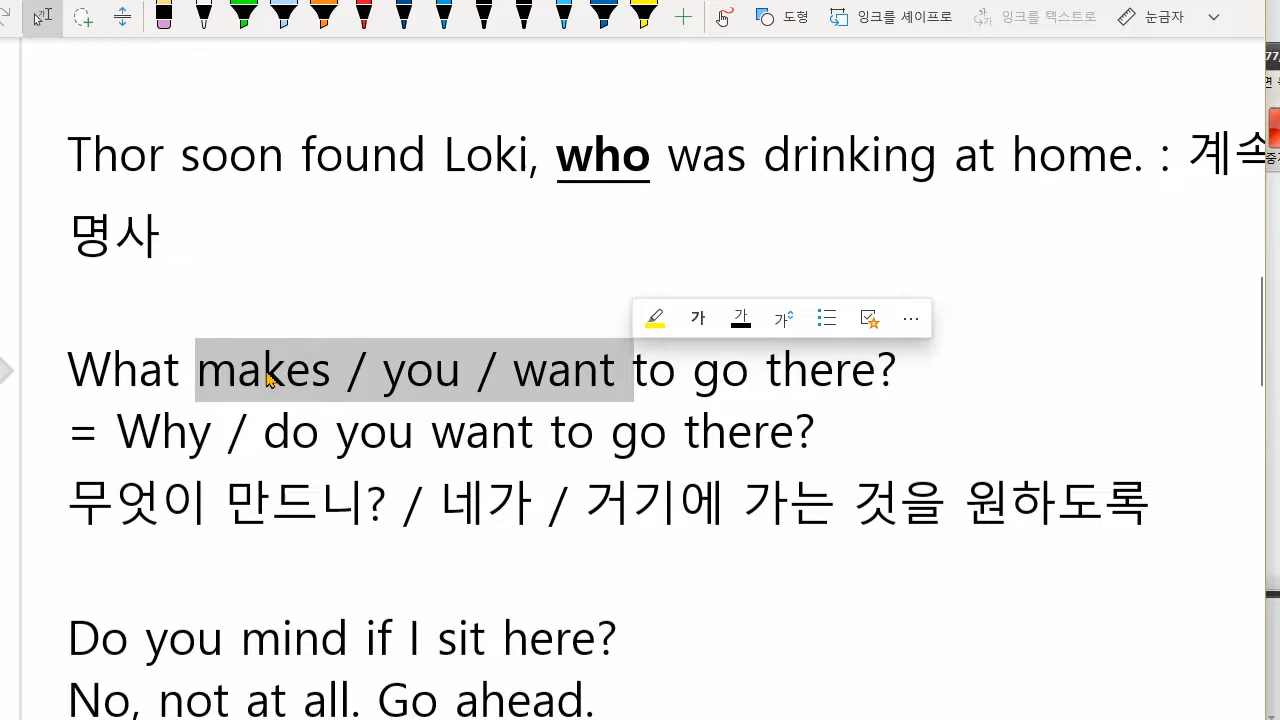 도형 잉크를 셰이프로 잉크를 텍스트로 눈금자
Thor soon found Loki, who was drinking at home. : 계속
명사
가 가 가
What makes / you / want to go there?
= Why / do you want to go there?
무엇이 만드니? / 네가 / 거기에 가는 것을 원하도록
Do you mind if I sit here?
No, not at all. Go ahead.